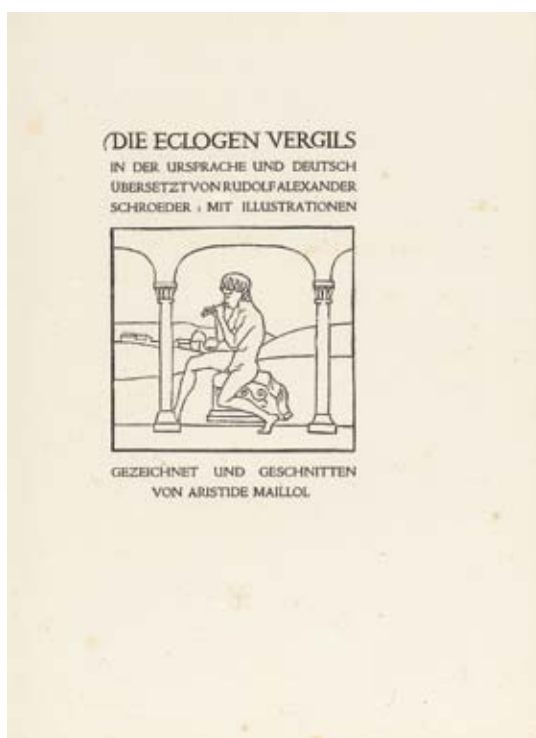 DIE ECLOGEN VERGILS
IN DER URSPRACHE UND DEUTSCH
ÜBERSETZT VON RUDOLF ALEXANDER
SCHROEDER : MIT ILLUSTRATIONEN
GEZEICHNET UND GESCHNITTEN
VON ARISTIDE MAILLOL